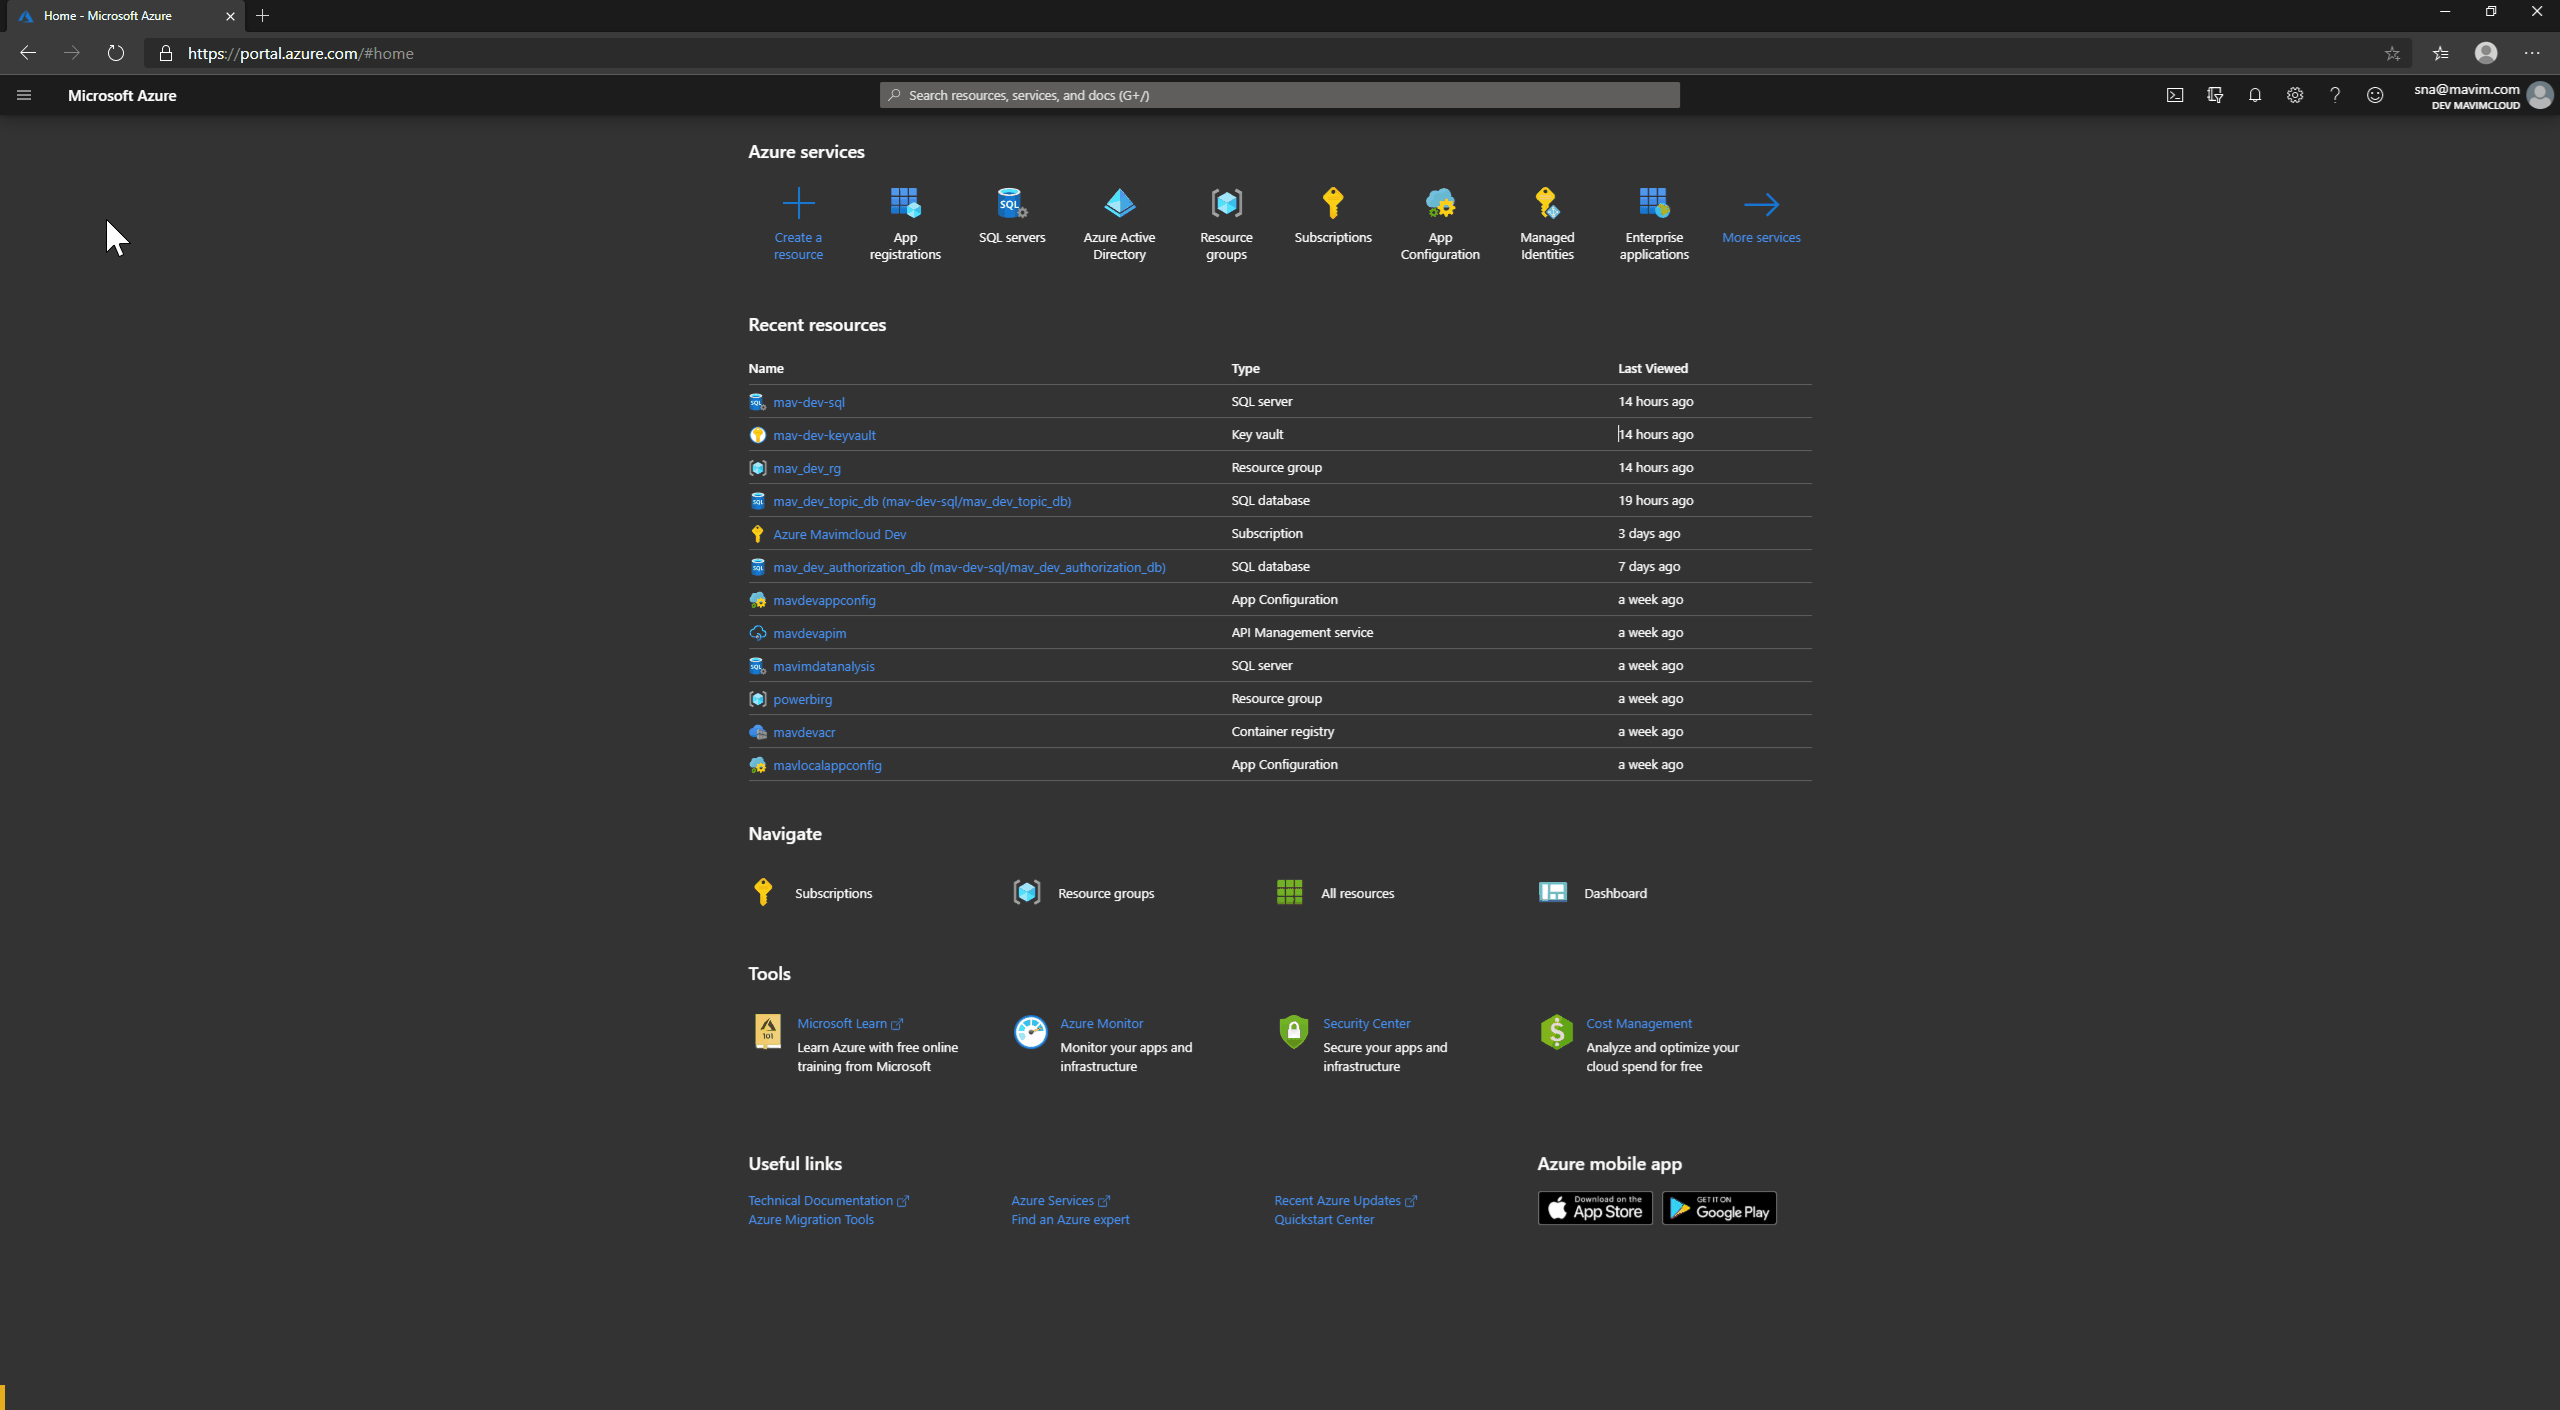 Home - Microsoft Azure
https://portal.azure.com/#home
Microsoft Azure
Search resources, services, and docs (G+/)
sna@mavim.com
DEV MAVIMCLOUD
Azure services
Create a
resource
App
registrations
SQL
SQL servers
Azure Active
Directory
Resource
groups
Subscriptions
App
Configuration
Managed
Identities
Enterprise
applications
More services
Recent resources
Name Type Last Viewed
mav-dev-sql SQL server 14 hours ago
mav-dev-keyvault Key vault 14 hours ago
mav_dev_rg Resource group 14 hours ago
mav_dev_topic_db (mav-dev-sql/mav_dev_topic_db) SQL database 19 hours ago
Azure Mavimcloud Dev Subscription 3 days ago
mav_dev_authorization_db (mav-dev-sql/mav_dev_authorization_db) SQL database 7 days ago
mavdevappconfig App Configuration a week ago
mavdevapim API Management service a week ago
mavimdatanalysis SQL server a week ago
powerbirg Resource group a week ago
mavdevacr Container registry a week ago
mavlocalappconfig App Configuration a week ago
Navigate
Subscriptions Resource groups All resources Dashboard
Tools
101
Microsoft Learn
Learn Azure with free online
training from Microsoft
Azure Monitor
Monitor your apps and
infrastructure
Security Center
Secure your apps and
infrastructure
Cost Management
Analyze and optimize your
cloud spend for free
Useful links
Technical Documentation
Azure Migration Tools
Azure Services
Find an Azure expert
Recent Azure Updates
Quickstart Center
Azure mobile app
Download on the
App Store
GET IT ON
Google Play